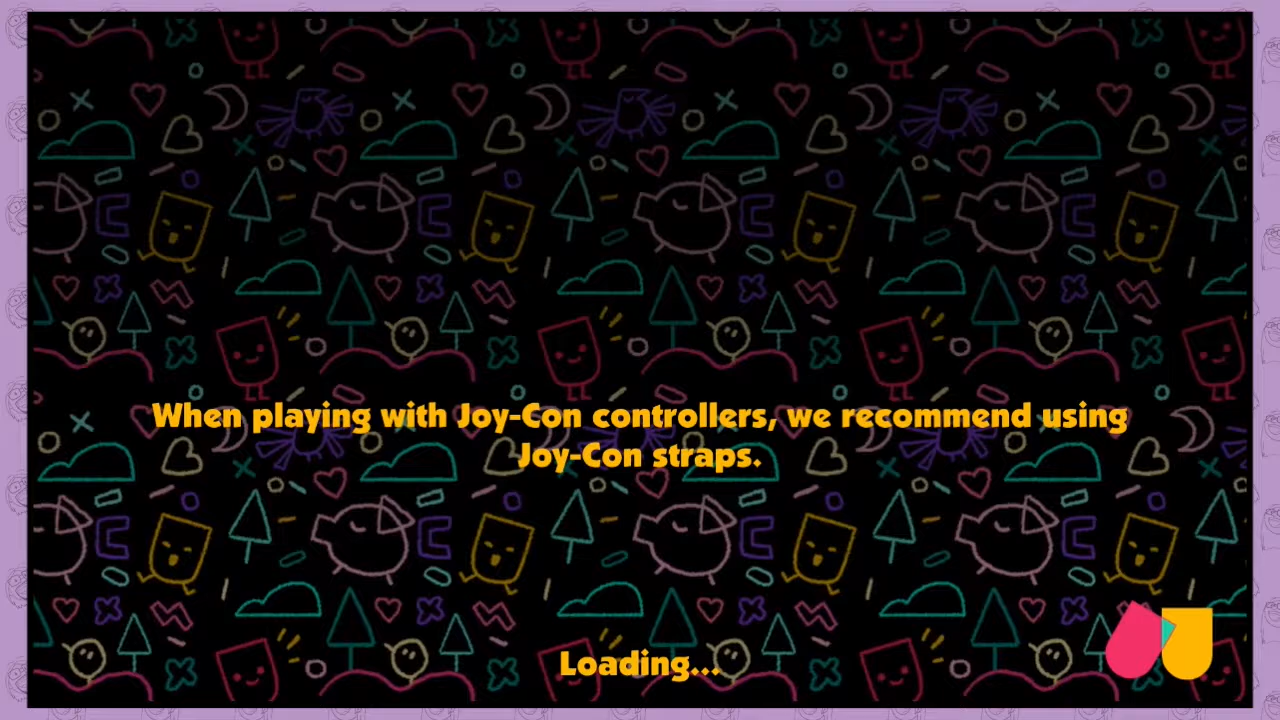 When playing with Joy-Con controllers, we recommend using
Joy-Con straps.
Loading...